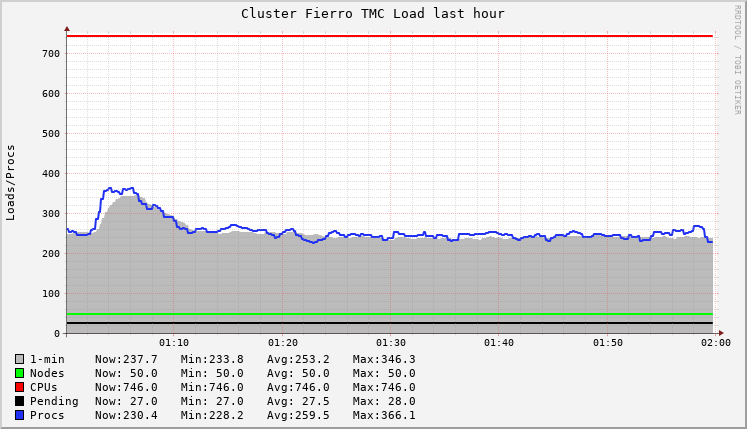 Cluster Fierro TMC Load last hour
RRDTOOL / TOBI OETIKER
Loads/Procs
700
600
500
400
300
200
100
0
01:10 01:20 01:30 01:40 01:50 02:00
1-min Now:237.7 Min:233.8 Avg:253.2 Max:346.3
Nodes Now: 50.0 Min: 50.0 Avg: 50.0 Max: 50.0
CPUs Now:746.0 Min:746.0 Avg:746.0 Max:746.0
Pending Now: 27.0 Min: 27.0 Avg: 27.5 Max: 28.0
Procs Now:230.4 Min:228.2 Avg:259.5 Max:366.1